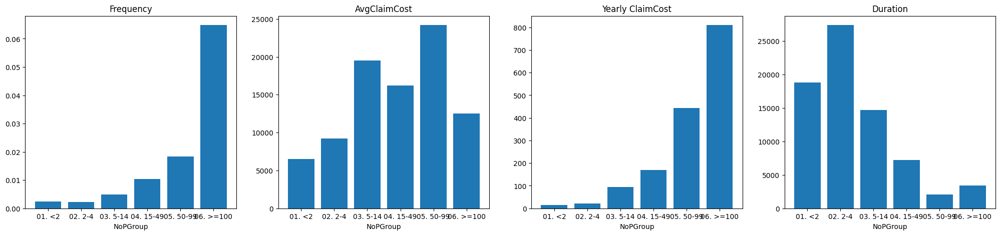 Frequency
0.06
0.05
0.04
0.03
0.02
0.01
0.00
01. <2 02. 2-4 03. 5-14 04. 15-49 05. 50-99 06. >=100
NoPGroup
AvgClaimCost
25000
20000
15000
10000
5000
0
01. <2 02. 2-4 03. 5-14 04. 15-49 05. 50-99 06. >=100
NoPGroup
Yearly ClaimCost
800
700
600
500
400
300
200
100
0
01. <2 02. 2-4 03. 5-14 04. 15-49 05. 50-99 06. >=100
NoPGroup
Duration
25000
20000
15000
10000
5000
0
01. <2 02. 2-4 03. 5-14 04. 15-49 05. 50-99 06. >=100
NoPGroup